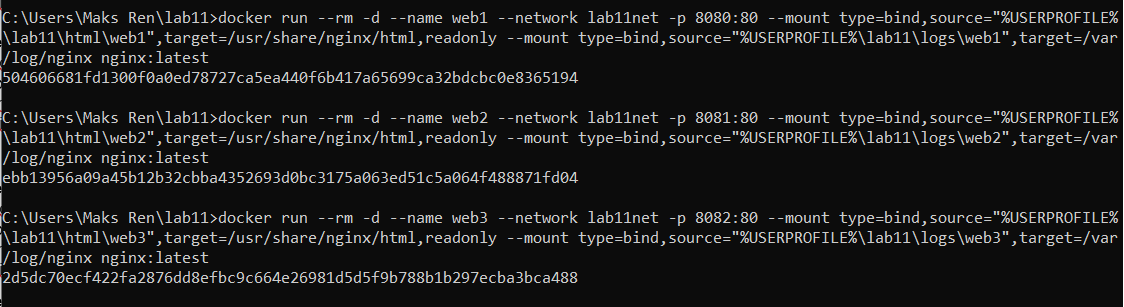 C:\Users\Maks Ren\lab11>docker run --rm -d --name web1 --network lab11net -p 8080:80 --mount type=bind,source="%USERPROFILE%
\lab11\html\web1",target=/usr/share/nginx/html,readonly --mount type=bind,source="%USERPROFILE%\lab11\logs\web1",target=/var
/log/nginx nginx:latest
504606681fd1300f0a0ed78727ca5ea440f6b417a65699ca32bdcbc0e8365194
C:\Users\Maks Ren\lab11>docker run --rm -d --name web2 --network lab11net -p 8081:80 --mount type=bind,source="%USERPROFILE%
\lab11\html\web2",target=/usr/share/nginx/html,readonly --mount type=bind,source="%USERPROFILE%\lab11\logs\web2",target=/var
/log/nginx nginx:latest
ebb13956a09a45b12b32cbba4352693d0bc3175a063ed51c5a064f488871fd04
C:\Users\Maks Ren\lab11>docker run --rm -d --name web3 --network lab11net -p 8082:80 --mount type=bind,source="%USERPROFILE%
\lab11\html\web3",target=/usr/share/nginx/html,readonly --mount type=bind,source="%USERPROFILE%\lab11\logs\web3",target=/var
/log/nginx nginx:latest
2d5dc70ecf422fa2876dd8efbc9c664e26981d5d5f9b788b1b297ecba3bca488